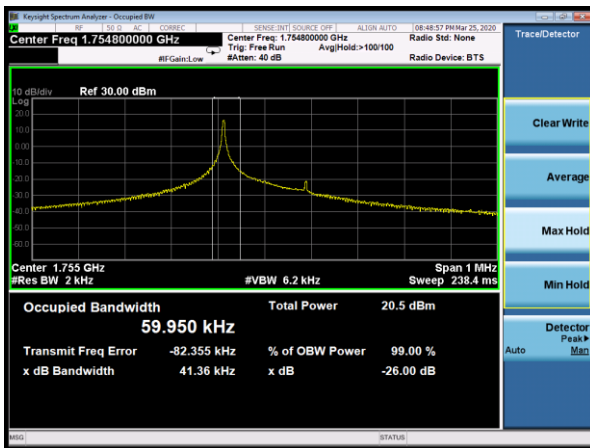 Keysight Spectrum Analyzer - Occupied BW
RF 50 Ω AC CORREC SENSE:INT SOURCE OFF ALIGN AUTO 08:48:57 PM Mar 25, 2020
Center Freq 1.754800000 GHz
Center Freq: 1.754800000 GHz Radio Std: None
Trig: Free Run Avg|Hold:>100/100
#IFGain:Low #Atten: 40 dB Radio Device: BTS
10 dB/div Ref 30.00 dBm
Log
20.0
10.0
0.00
-10.0
-20.0
-30.0
-40.0
-50.0
-60.0
Center 1.755 GHz Span 1 MHz
#Res BW 2 kHz #VBW 6.2 kHz Sweep 238.4 ms
Occupied Bandwidth Total Power 20.5 dBm
59.950 kHz
Transmit Freq Error -82.355 kHz % of OBW Power 99.00 %
x dB Bandwidth 41.36 kHz x dB -26.00 dB
MSG STATUS
Trace/Detector
Clear Write
Average
Max Hold
Min Hold
Detector
Peak▶
Auto Man